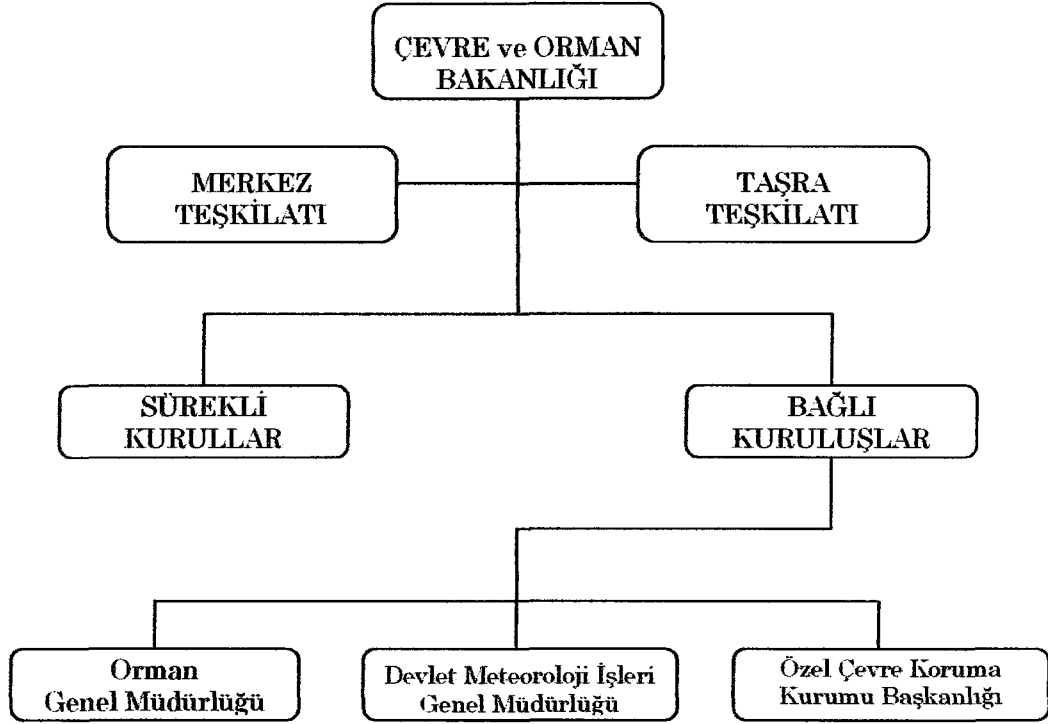 ÇEVRE ve ORMAN
BAKANLIĞI
MERKEZ
TEŞKİLATI
TAŞRA
TEŞKİLATI
SÜREKLİ
KURULLAR
BAĞLI
KURULUŞLAR
Orman
Genel Müdürlüğü
Devlet Meteoroloji İşleri
Genel Müdürlüğü
Özel Çevre Koruma
Kurumu Başkanlığı